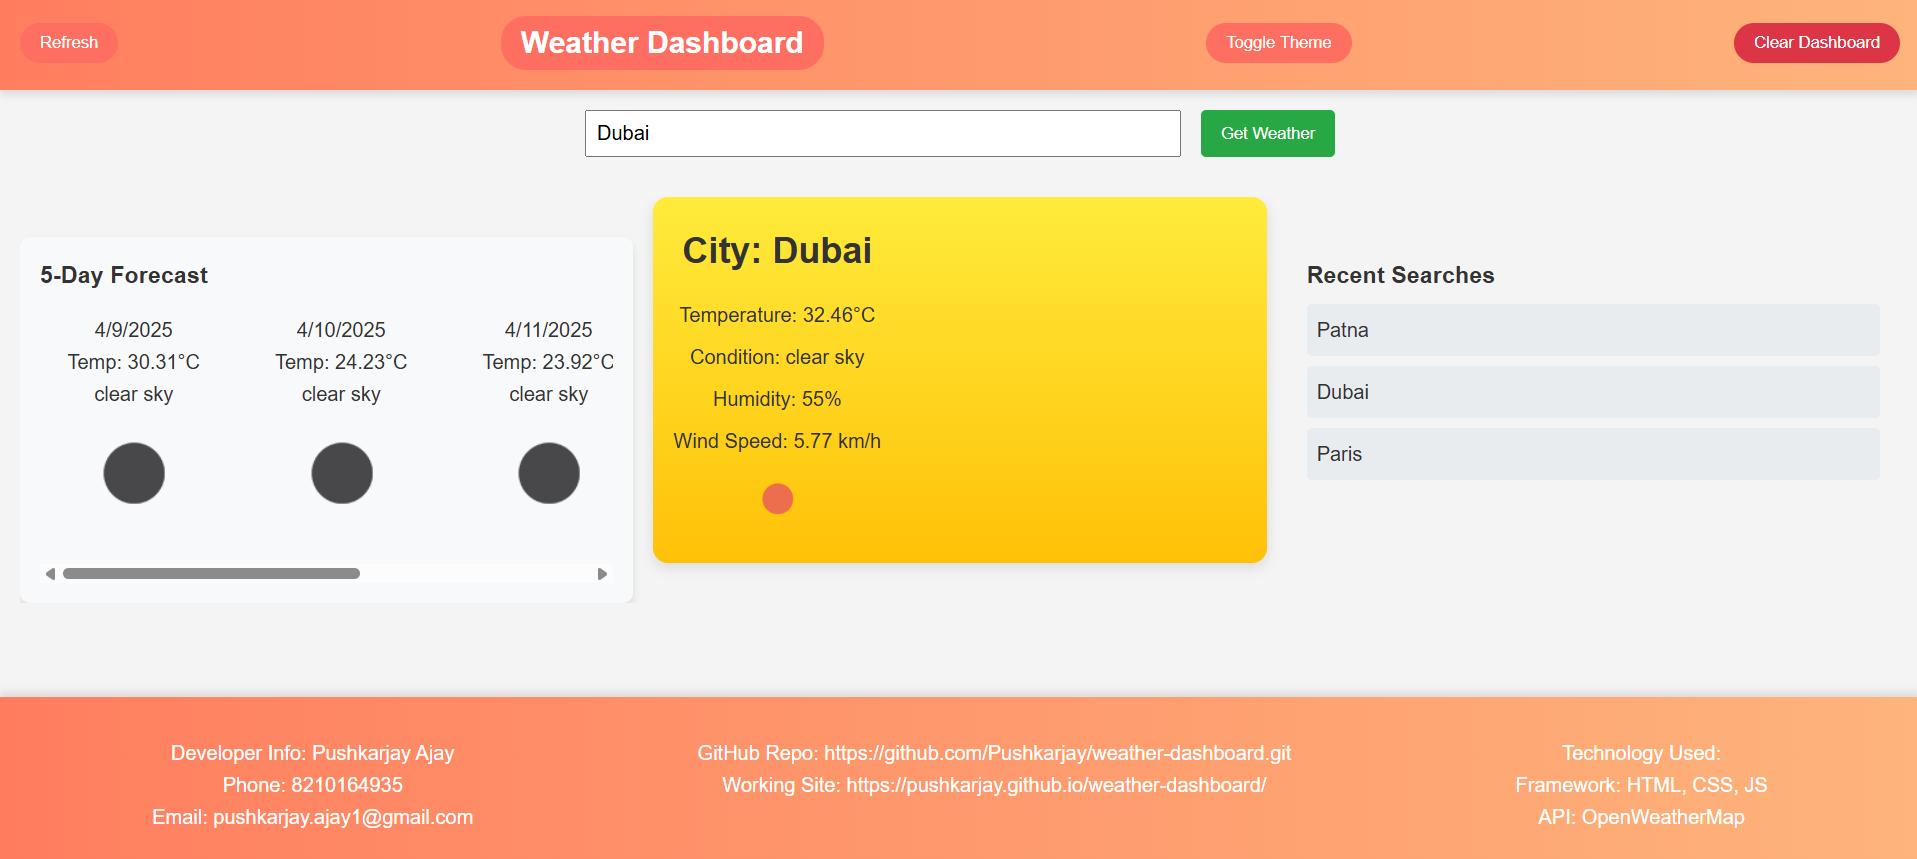 Refresh
Weather Dashboard
Toggle Theme
Clear Dashboard
Dubai
Get Weather
5-Day Forecast
4/9/2025
Temp: 30.31°C
clear sky
4/10/2025
Temp: 24.23°C
clear sky
4/11/2025
Temp: 23.92°C
clear sky
City: Dubai
Temperature: 32.46°C
Condition: clear sky
Humidity: 55%
Wind Speed: 5.77 km/h
Recent Searches
Patna
Dubai
Paris
Developer Info: Pushkarjay Ajay
Phone: 8210164935
Email: pushkarjay.ajay1@gmail.com
GitHub Repo: https://github.com/Pushkarjay/weather-dashboard.git
Working Site: https://pushkarjay.github.io/weather-dashboard/
Technology Used:
Framework: HTML, CSS, JS
API: OpenWeatherMap